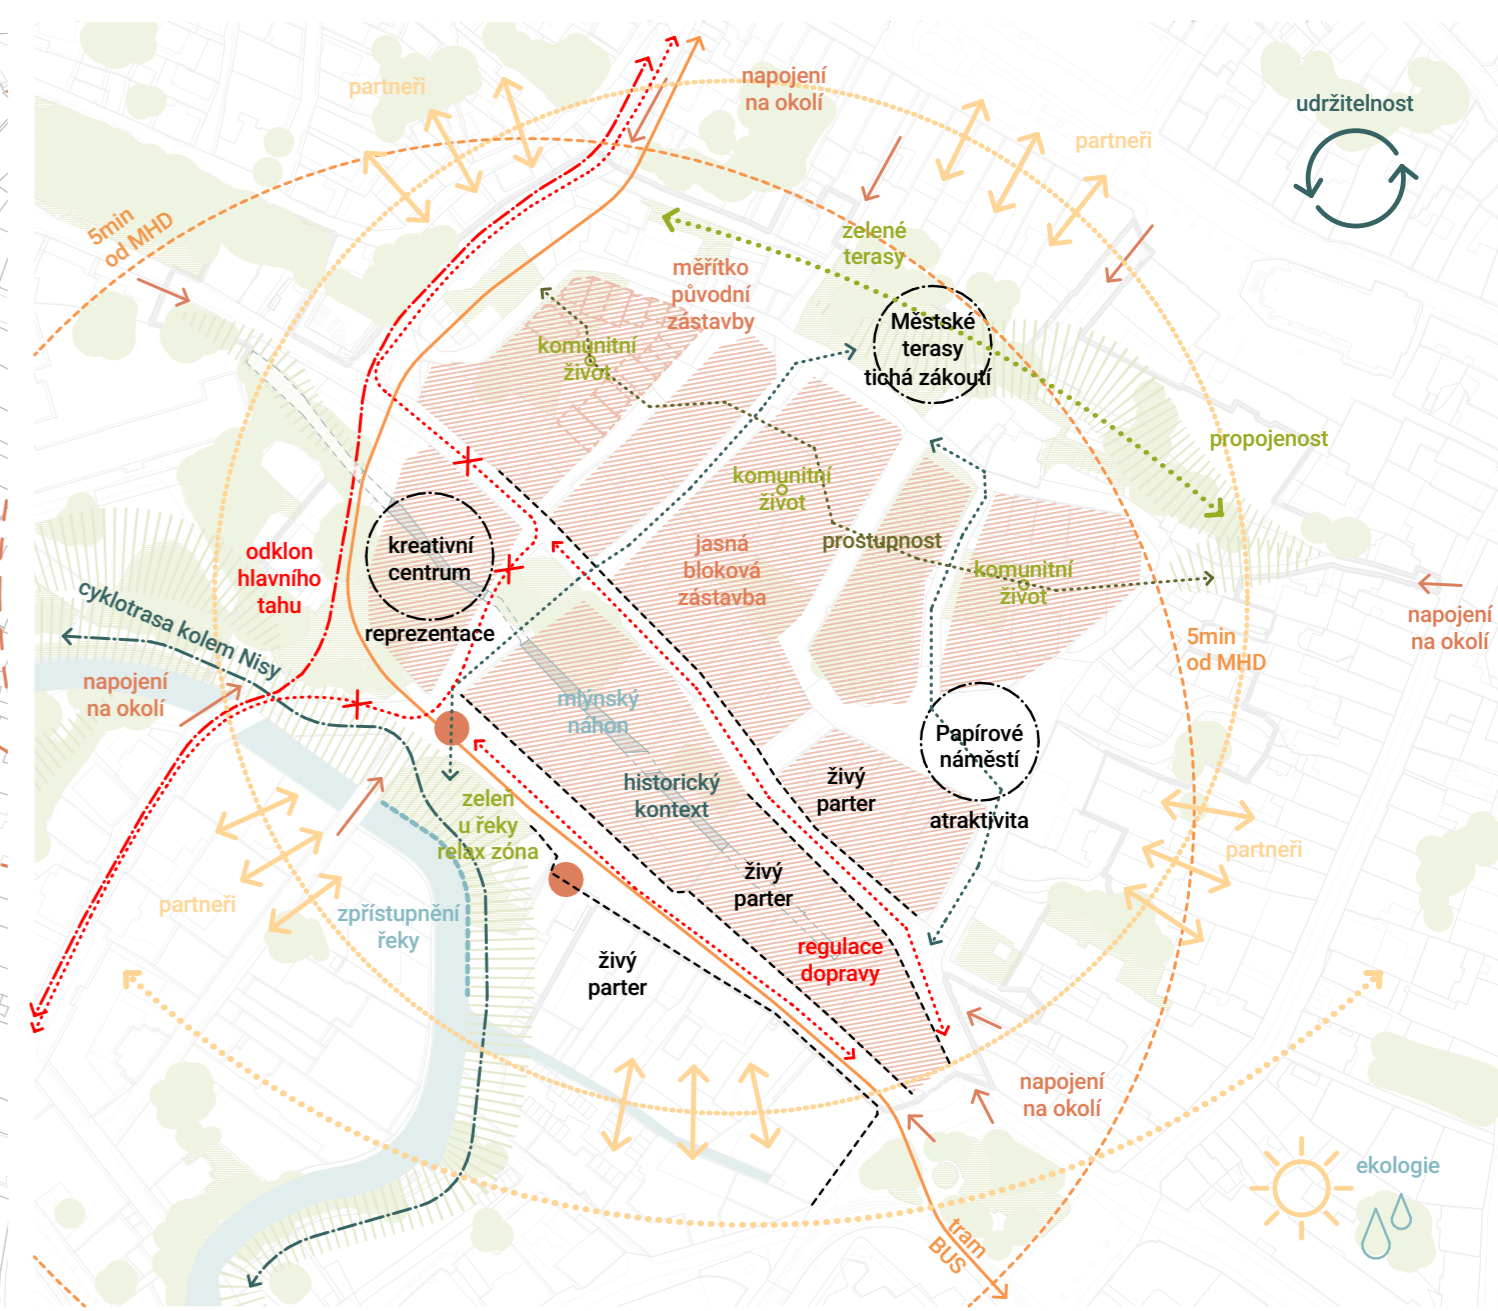 napojení
na okolí
partneři
udržitelnost
partneři
5min
od MHD
zelené
terasy
měřítko
původní
zástavby
Městské
terasy
tichá zákoutí
komunitní
život
propojenost
komunitní
život
kreativní
centrum
odklon
hlavního
tahu
jasná
bloková
zástavba
prostupnost
komunitní
život
napojení
na okolí
cyklotrasa kolem Nisy
reprezentace
5min
od MHD
napojení
na okolí
mlýnský
náhon
Papírové
náměstí
historický
kontext
živý
parter
atraktivita
zeleň
u řeky
relax zóna
partneři
živý
parter
partneři
zpřístupnění
řeky
regulace
dopravy
živý
parter
napojení
na okolí
ekologie
tram
BUS